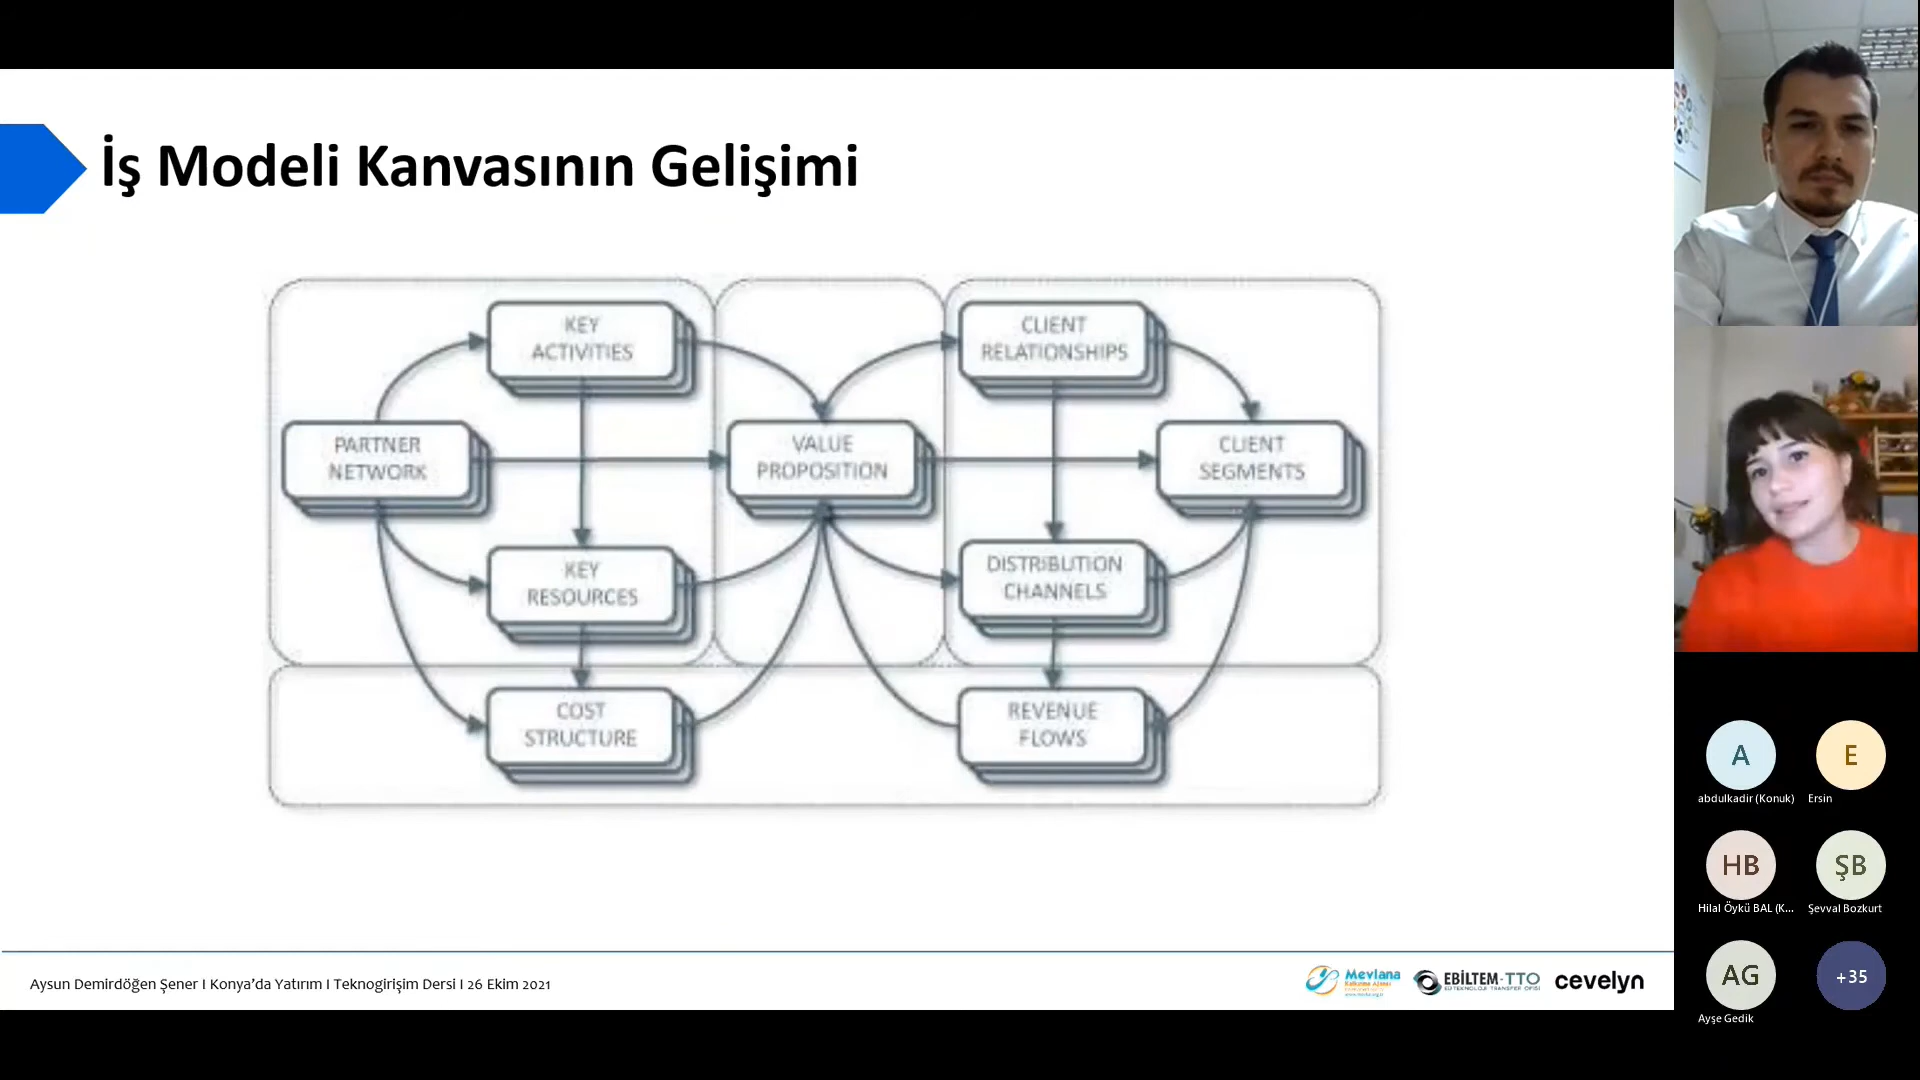 İş Modeli Kanvasının Gelişimi
KEY
ACTIVITIES
CLIENT
RELATIONSHIPS
PARTNER
NETWORK
VALUE
PROPOSITION
CLIENT
SEGMENTS
KEY
RESOURCES
DISTRIBUTION
CHANNELS
COST
STRUCTURE
REVENUE
FLOWS
Aysun Demirdöğen Şener I Konya'da Yatırım I Teknogirişim Dersi I 26 Ekim 2021
Mevlana
EBİLTEM-TTO
cevelyn
A
abdulkadir (Konuk)
E
Ersin
HB
Hilal Öykü BAL (K...
ŞB
Şevval Bozkurt
AG
Ayşe Gedik
+35